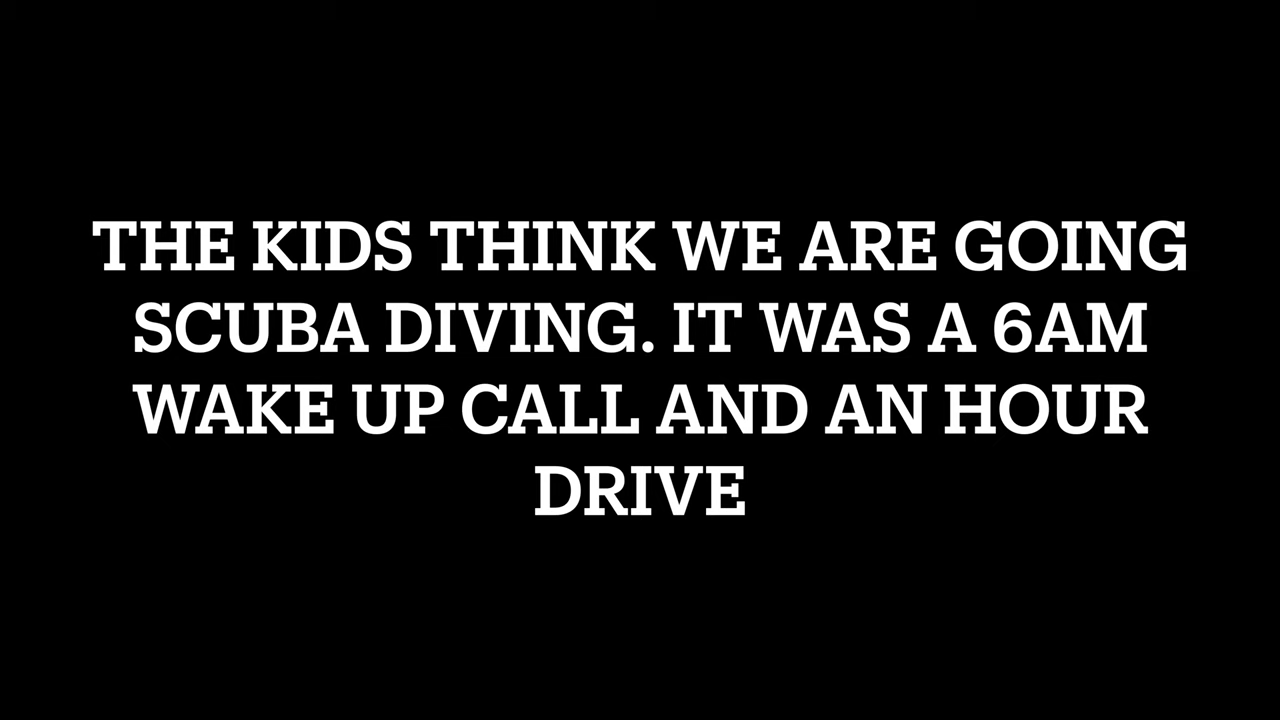 THE KIDS THINK WE ARE GOING
SCUBA DIVING. IT WAS A 6AM
WAKE UP CALL AND AN HOUR
DRIVE